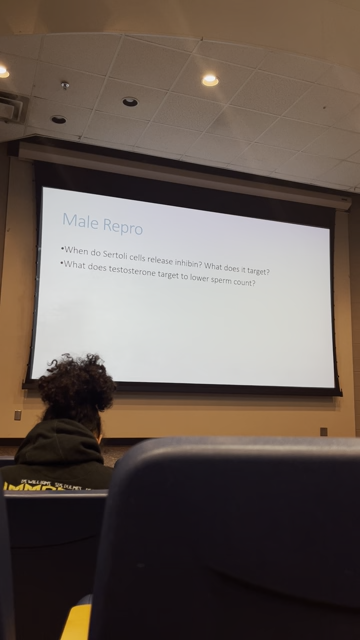 Male Repro
•When do Sertoli cells release inhibin? What does it target?
•What does testosterone target to lower sperm count?